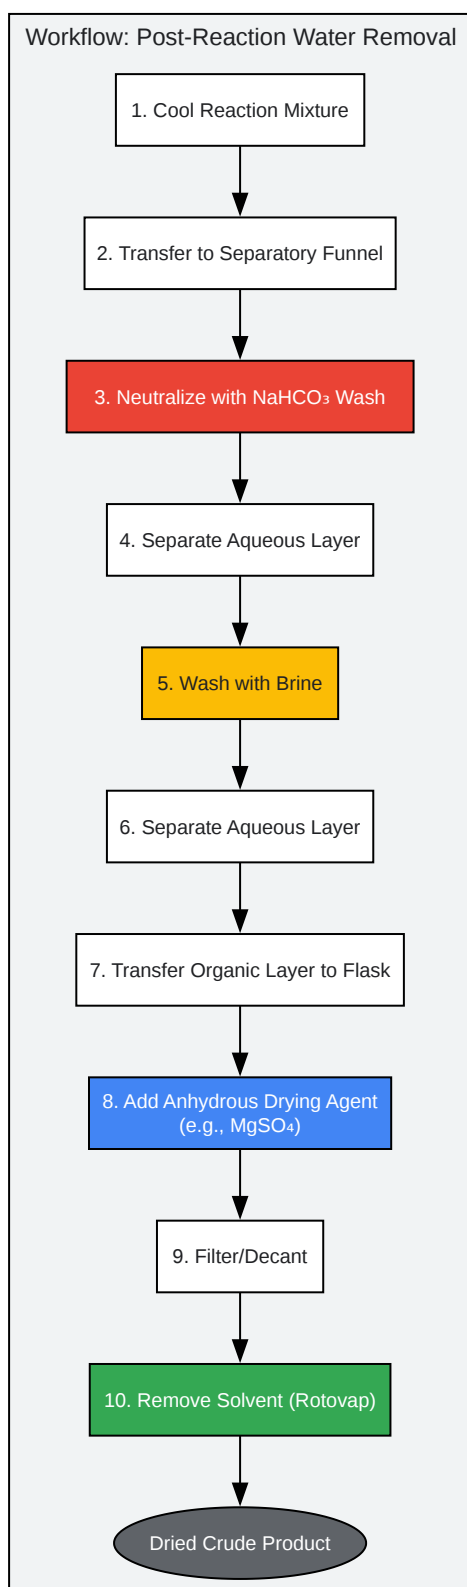 Workflow: Post-Reaction Water Removal
1. Cool Reaction Mixture
2. Transfer to Separatory Funnel
3. Neutralize with NaHCO₃ Wash
4. Separate Aqueous Layer
5. Wash with Brine
6. Separate Aqueous Layer
7. Transfer Organic Layer to Flask
8. Add Anhydrous Drying Agent
(e.g., MgSO₄)
9. Filter/Decant
10. Remove Solvent (Rotovap)
Dried Crude Product